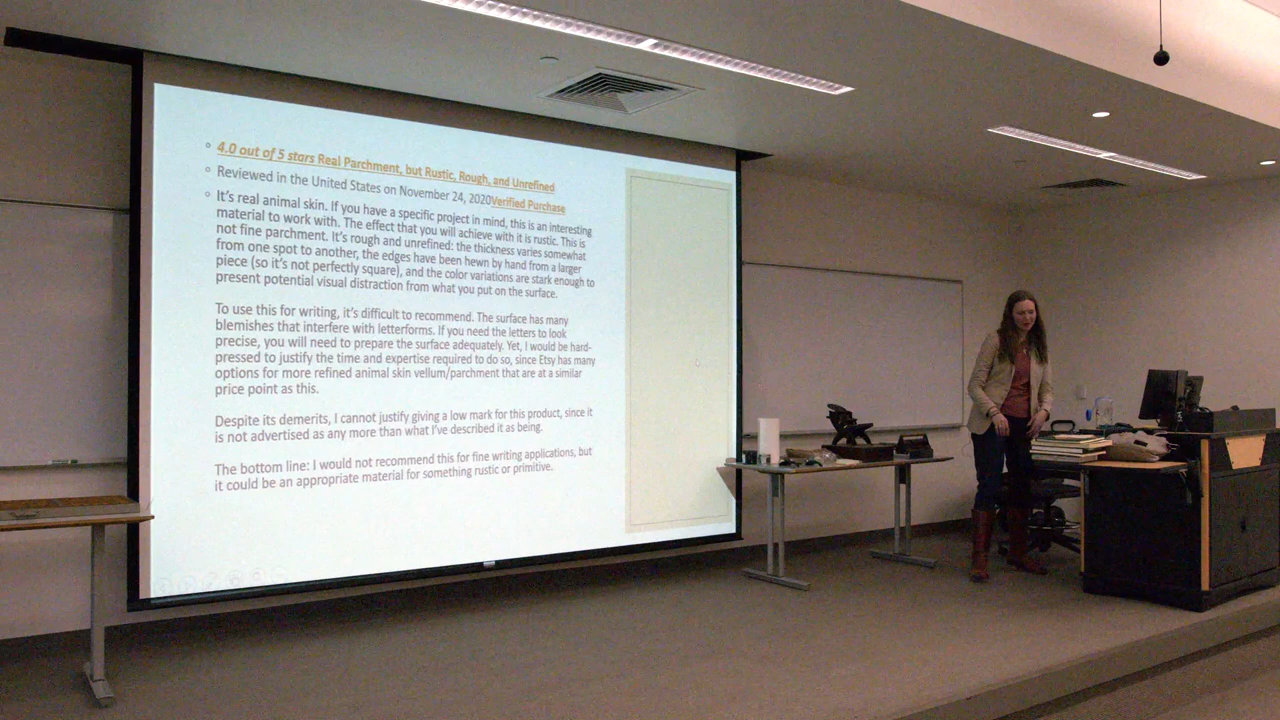 4.0 out of 5 stars Real Parchment, but Rustic, Rough, and Unrefined
Reviewed in the United States on November 24, 2020Verified Purchase
It's real animal skin. If you have a specific project in mind, this is an interesting
material to work with. The effect that you will achieve with it is rustic. This is
not fine parchment. It's rough and unrefined: the thickness varies somewhat
from one spot to another, the edges have been hewn by hand from a larger
piece (so it's not perfectly square), and the color variations are stark enough to
present potential visual distraction from what you put on the surface.
To use this for writing, it's difficult to recommend. The surface has many
blemishes that interfere with letterforms. If you need the letters to look
precise, you will need to prepare the surface adequately. Yet, I would be hard-
pressed to justify the time and expertise required to do so, since Etsy has many
options for more refined animal skin vellum/parchment that are at a similar
price point as this.
Despite its demerits, I cannot justify giving a low mark for this product, since it
is not advertised as any more than what I've described it as being.
The bottom line: I would not recommend this for fine writing applications, but
it could be an appropriate material for something rustic or primitive.